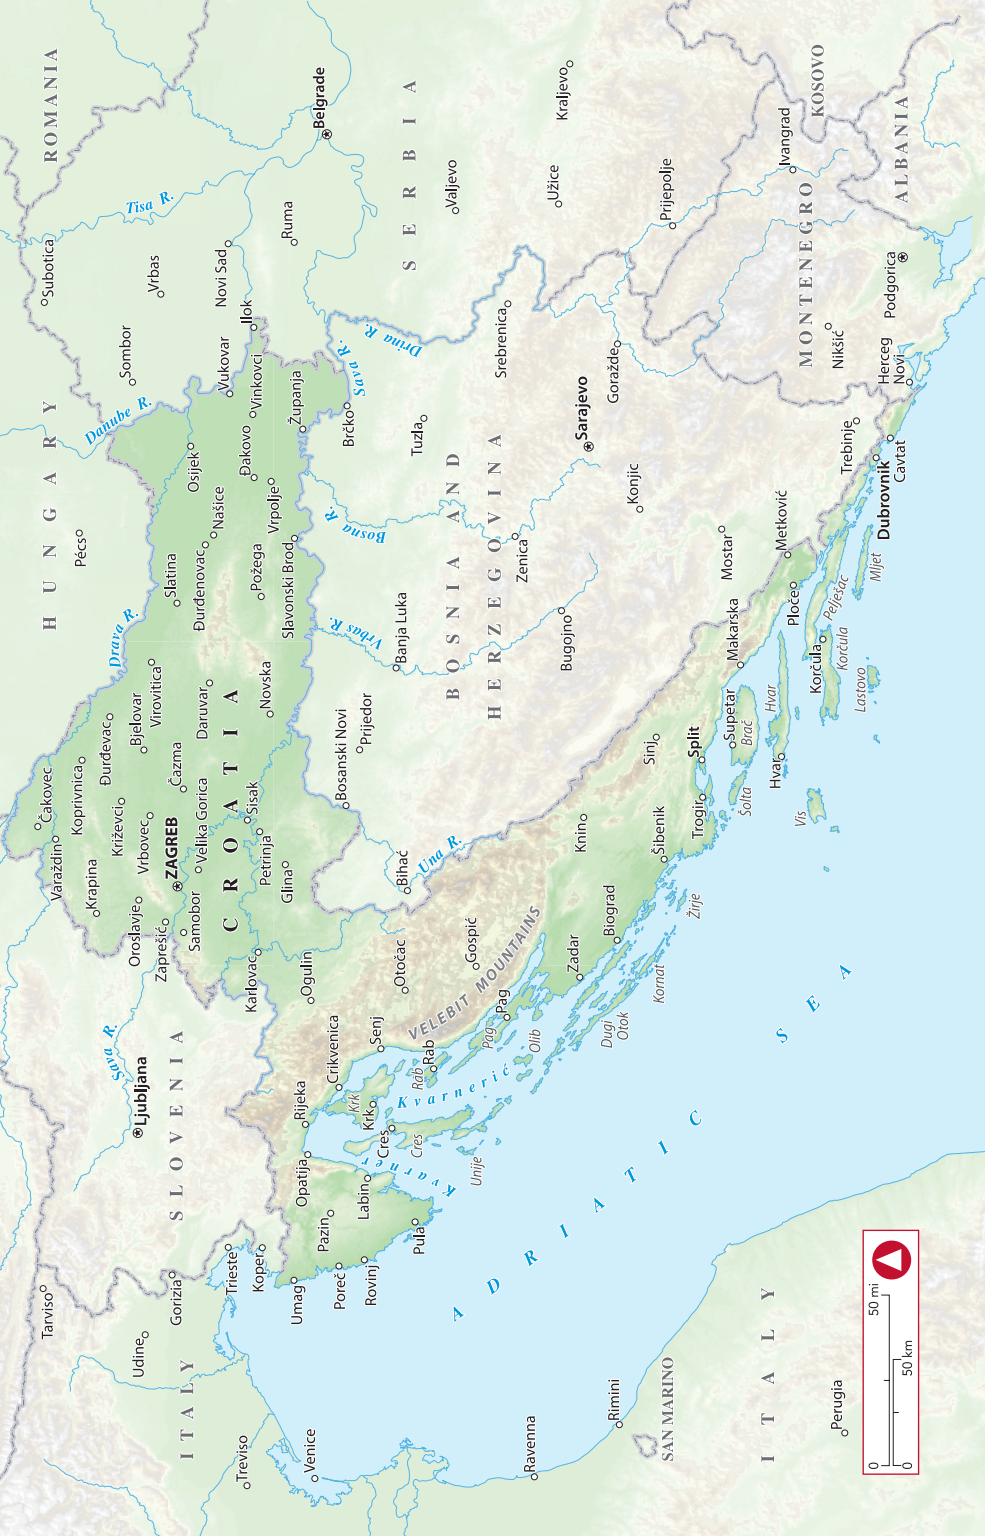 ROMANIA
HUNGARY
SERBIA
KOSOVO
ALBANIA
MONTENEGRO
BOSNIA AND
HERZEGOVINA
CROATIA
SLOVENIA
ITALY
ITALY
SAN MARINO
ADRIATIC SEA
Kvarner
Kvarnerić
VELEBIT MOUNTAINS
Tisa R.
Danube R.
Drava R.
Sava R.
Sava R.
Drina R.
Bosna R.
Vrbas R.
Una R.
Tarviso
Udine
Gorizia
Treviso
Venice
Trieste
Koper
Ravenna
Rimini
Perugia
Ljubljana
Umag
Poreč
Rovinj
Pazin
Labin
Pula
Opatija
Rijeka
Crikvenica
Krk
Krk
Cres
Cres
Unije
Senj
Rab
Rab
Pag
Pag
Olib
Dugi
Otok
Kornat
Žirje
Otočac
Gospić
Ogulin
Karlovac
Zadar
Biograd
Šibenik
Knin
Sinj
Trogir
Split
Šolta
Supetar
Brač
Hvar
Hvar
Vis
Makarska
Ploče
Metković
Korčula
Korčula
Pelješac
Lastovo
Mljet
Dubrovnik
Cavtat
Čakovec
Varaždin
Koprivnica
Krapina
Križevci
Đurđevac
Bjelovar
Virovitica
Vrbovec
Oroslavje
Zaprešić
ZAGREB
Samobor
Velika Gorica
Čazma
Daruvar
Sisak
Petrinja
Glina
Novska
Slatina
Đurđenovac
Našice
Požega
Slavonski Brod
Vrpolje
Đakovo
Osijek
Vinkovci
Vukovar
Županja
Ilok
Pécs
Subotica
Sombor
Vrbas
Novi Sad
Ruma
Belgrade
Valjevo
Užice
Kraljevo
Prijepolje
Bihać
Bosanski Novi
Prijedor
Banja Luka
Brčko
Tuzla
Srebrenica
Zenica
Bugojno
Sarajevo
Goražde
Konjic
Mostar
Trebinje
Ivangrad
Podgorica
Nikšić
Herceg
Novi
0
50 mi
0
50 km